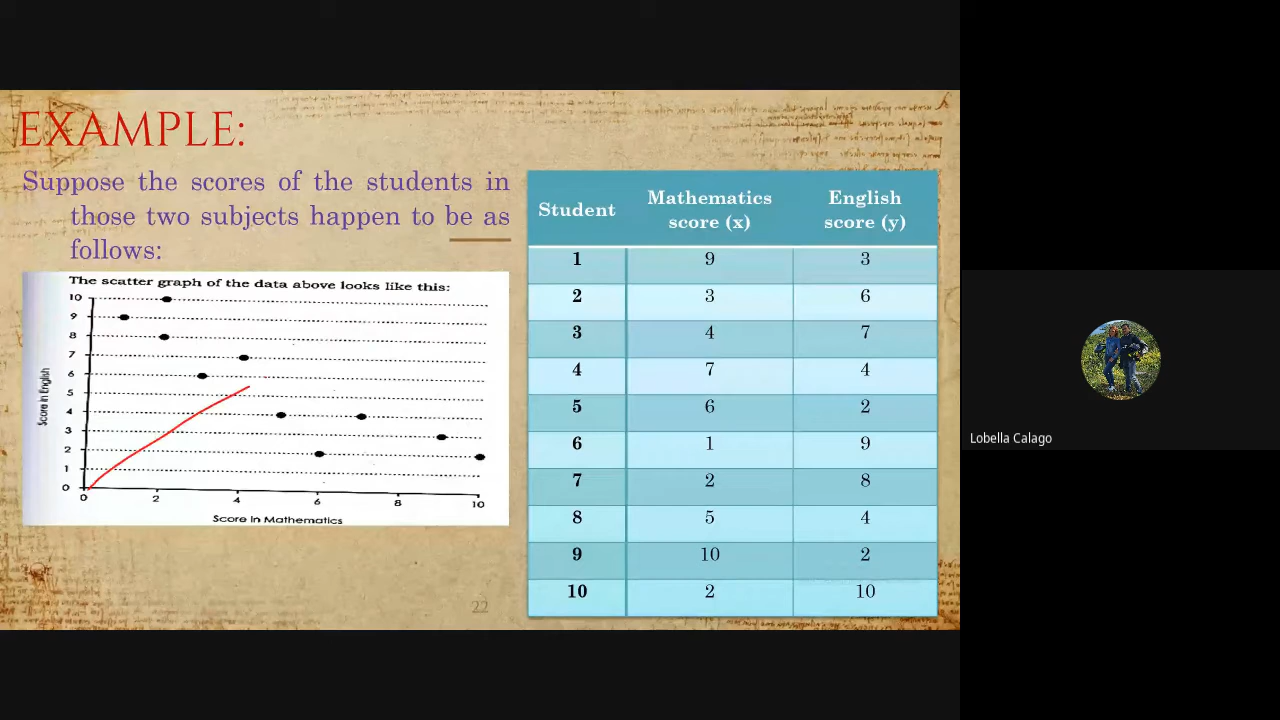 EXAMPLE:
Suppose the scores of the students in
those two subjects happen to be as
follows:
The scatter graph of the data above looks like this:
10
9
8
7
6
5
4
3
2
1
0
Score in English
0 2 4 6 8 10
Score in Mathematics
22
Student Mathematics score (x) English score (y)
1 9 3
2 3 6
3 4 7
4 7 4
5 6 2
6 1 9
7 2 8
8 5 4
9 10 2
10 2 10
Lobella Calago